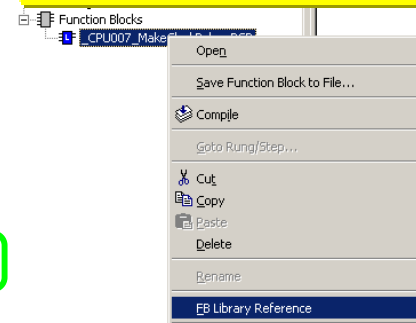 Function Blocks
_CPU007_Make
Open
Save Function Block to File...
Compile
Goto Rung/Step...
Cut
Copy
Paste
Delete
Rename
FB Library Reference